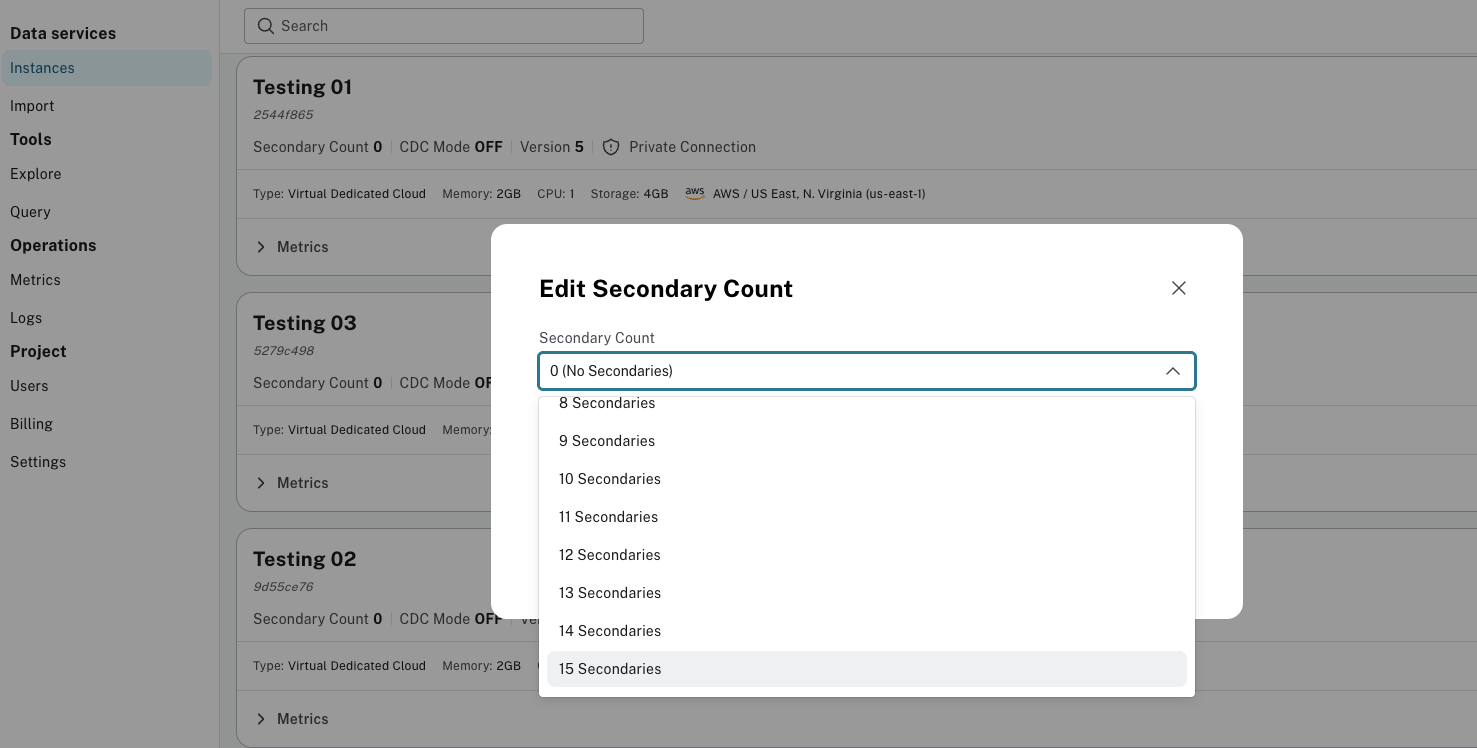 Data services
Instances
Import
Tools
Explore
Query
Operations
Metrics
Logs
Project
Users
Billing
Settings
Search
Testing 01
2544f865
Secondary Count 0 CDC Mode OFF Version 5 Private Connection
Type: Virtual Dedicated Cloud Memory: 2GB CPU: 1 Storage: 4GB aws AWS / US East, N. Virginia (us-east-1)
Metrics
Testing 03
5279c498
Secondary Count 0 CDC Mode
Type: Virtual Dedicated Cloud Memory:
Metrics
Testing 02
9d55ce76
Secondary Count 0 CDC Mode OFF
Type: Virtual Dedicated Cloud Memory: 2GB
Metrics
Edit Secondary Count
Secondary Count
0 (No Secondaries)
8 Secondaries
9 Secondaries
10 Secondaries
11 Secondaries
12 Secondaries
13 Secondaries
14 Secondaries
15 Secondaries